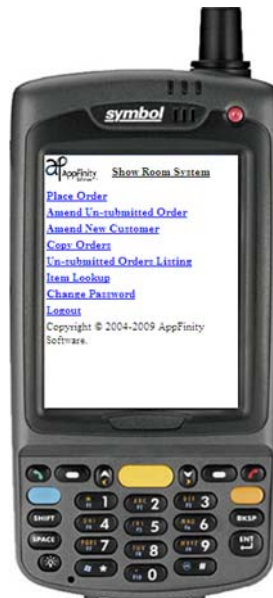 symbol
AppFinity
Show Room System
Place Order
Amend Un-submitted Order
Amend New Customer
Copy Orders
Un-submitted Orders Listing
Item Lookup
Change Password
Logout
Copyright © 2004-2009 AppFinity
Software.
1 2 3
SHIFT 4 5 6 BKSP
SPACE 7 8 9 ENT
* 0 #